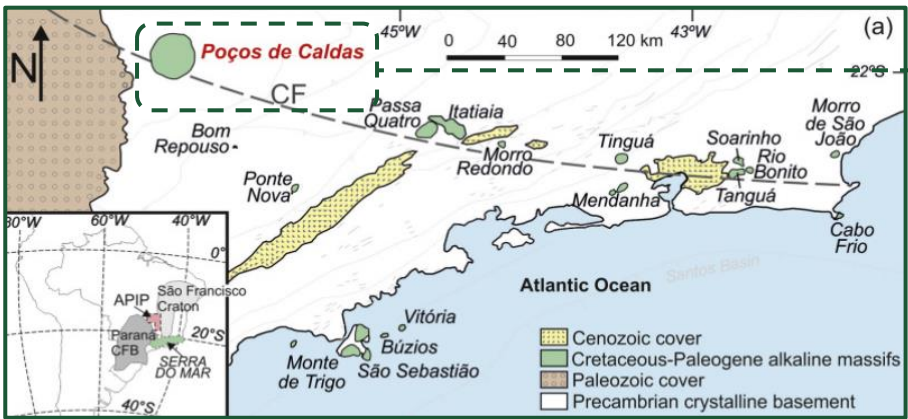 (a)
45°W
43°W
Poços de Caldas
0 40 80 120 km
N
22°S
CF
Passa
Quatro
Itatiaia
Morro
de São
João
Bom
Repouso
Tinguá
Soarinho
Rio
Bonito
Morro
Redondo
Ponte
Nova
Mendanha
Tanguá
Cabo
Frio
80°W
60°W
40°W
0°
Santos Basin
Atlantic Ocean
São Francisco
Craton
APIP
Paraná
CFB
20°S
SERRA
DO MAR
40°S
Vitória
Búzios
São Sebastião
Monte
de Trigo
Cenozoic cover
Cretaceous-Paleogene alkaline massifs
Paleozoic cover
Precambrian crystalline basement